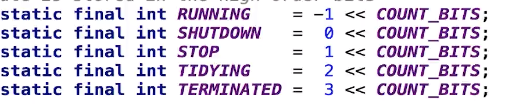 static final int RUNNING    = -1 << COUNT_BITS;
static final int SHUTDOWN   =  0 << COUNT_BITS;
static final int STOP       =  1 << COUNT_BITS;
static final int TIDYING    =  2 << COUNT_BITS;
static final int TERMINATED =  3 << COUNT_BITS;